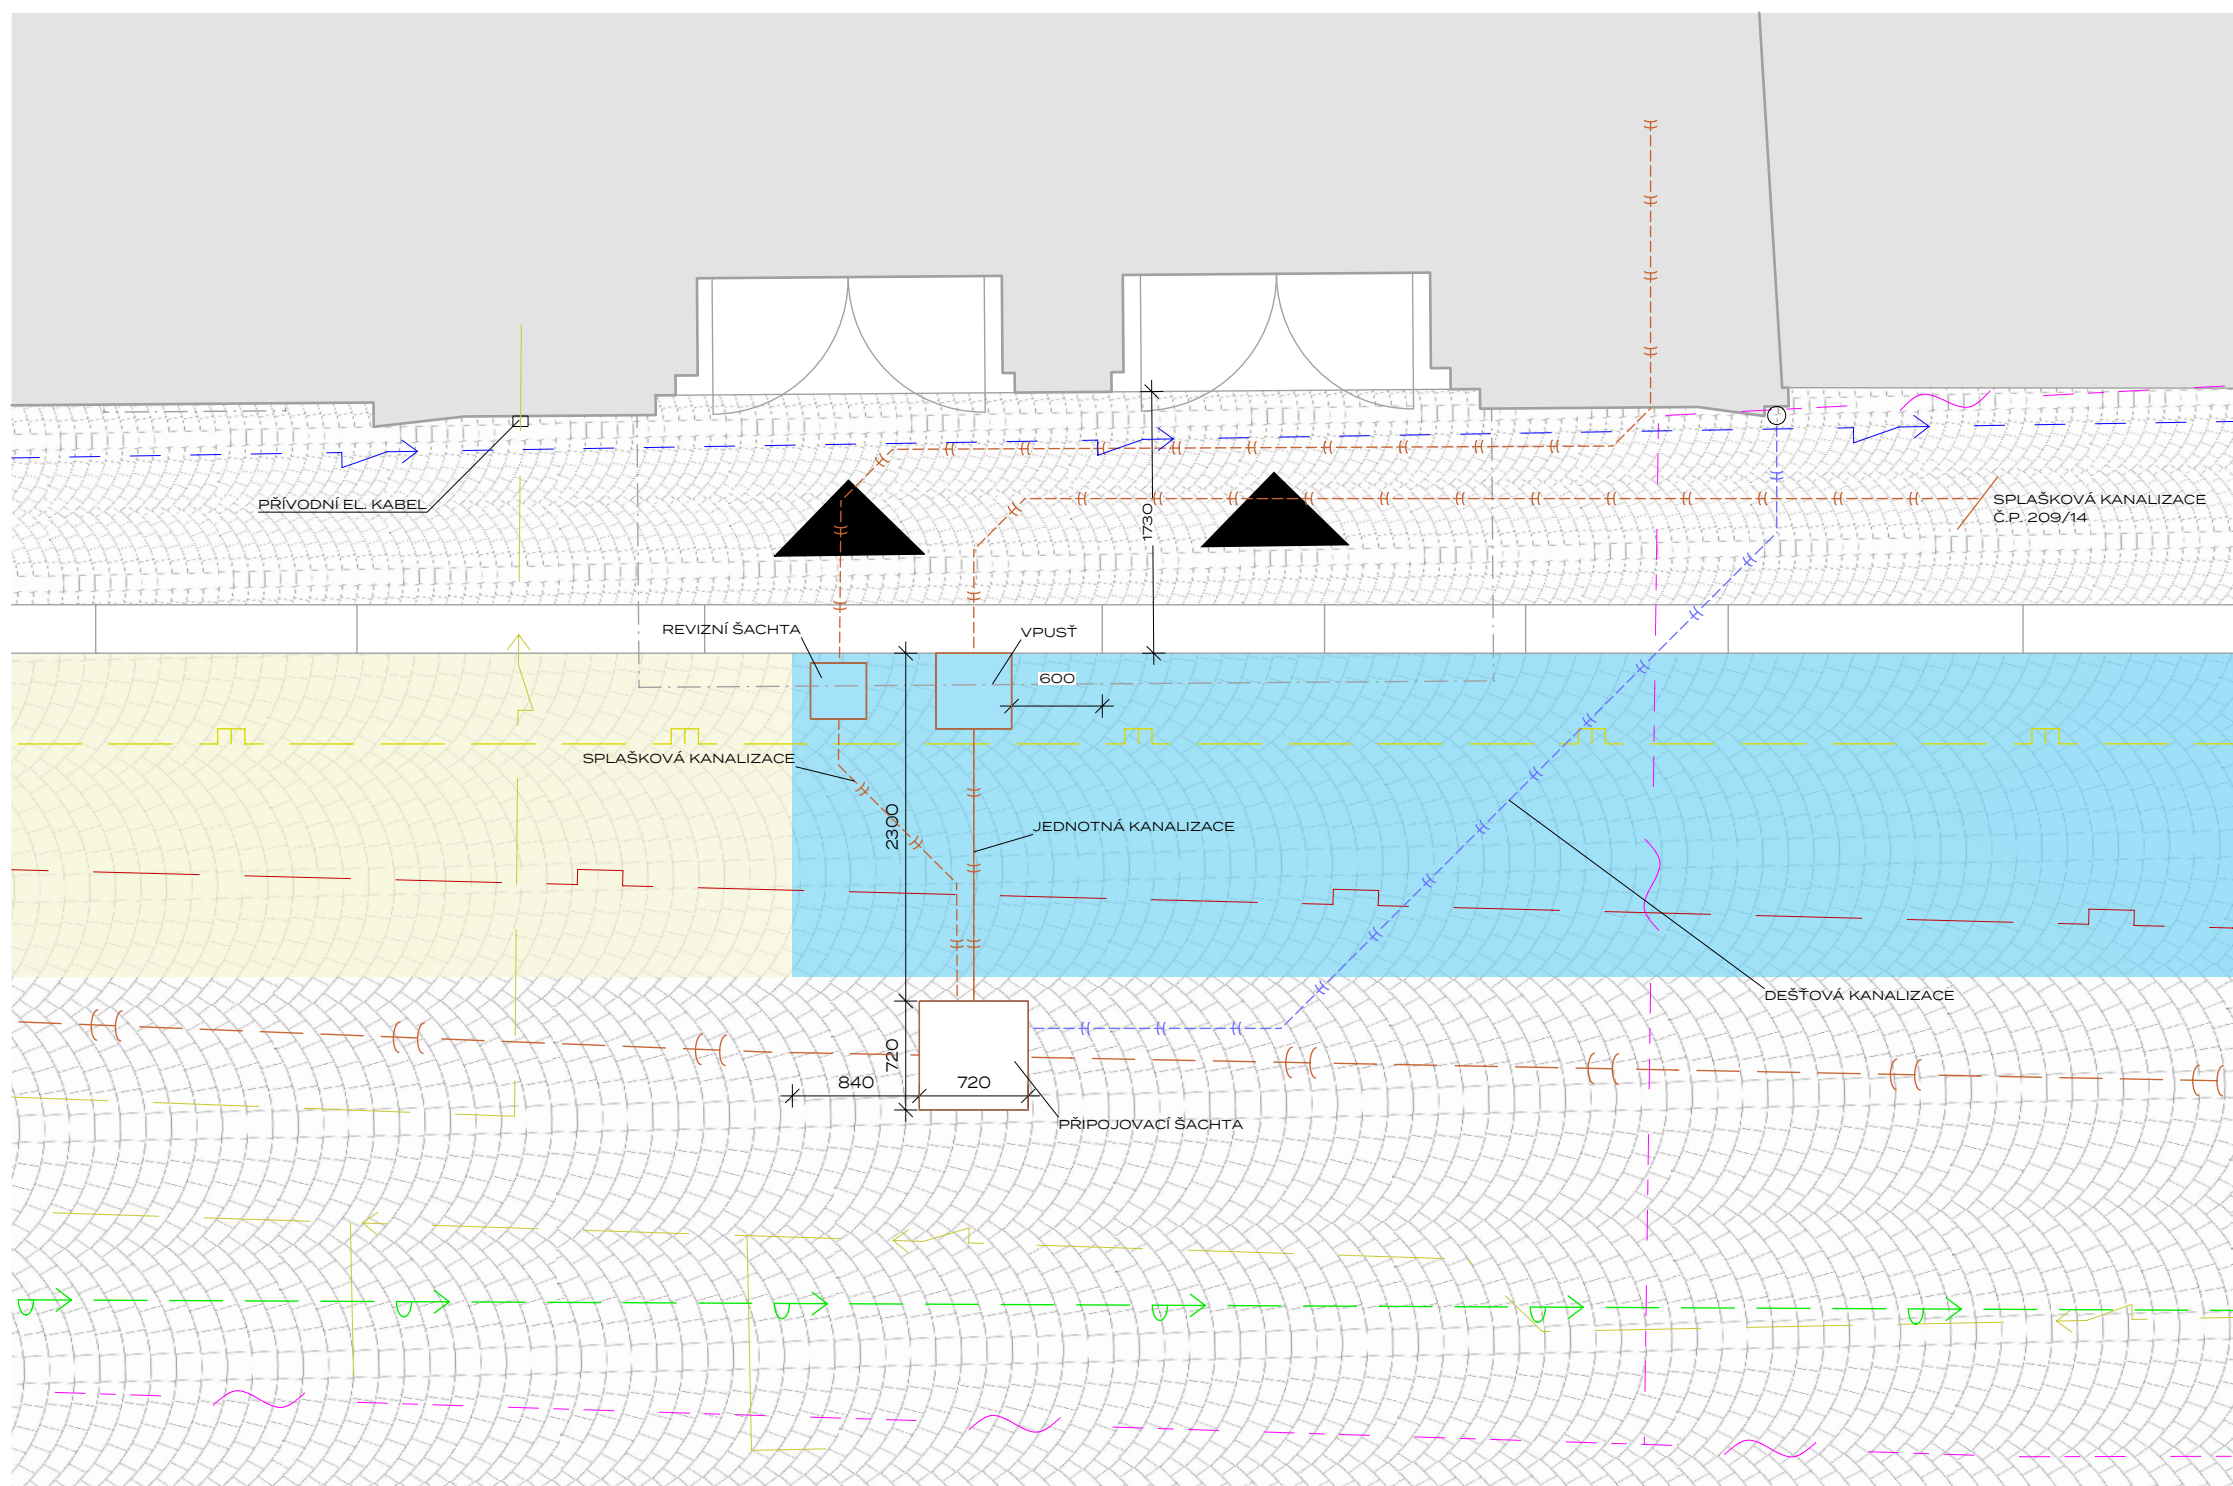 PŘÍVODNÍ EL. KABEL
1730
SPLAŠKOVÁ KANALIZACE
Č.P. 209/14
REVIZNÍ ŠACHTA
VPUSŤ
600
SPLAŠKOVÁ KANALIZACE
2300
JEDNOTNÁ KANALIZACE
DEŠŤOVÁ KANALIZACE
720
840
720
PŘIPOJOVACÍ ŠACHTA